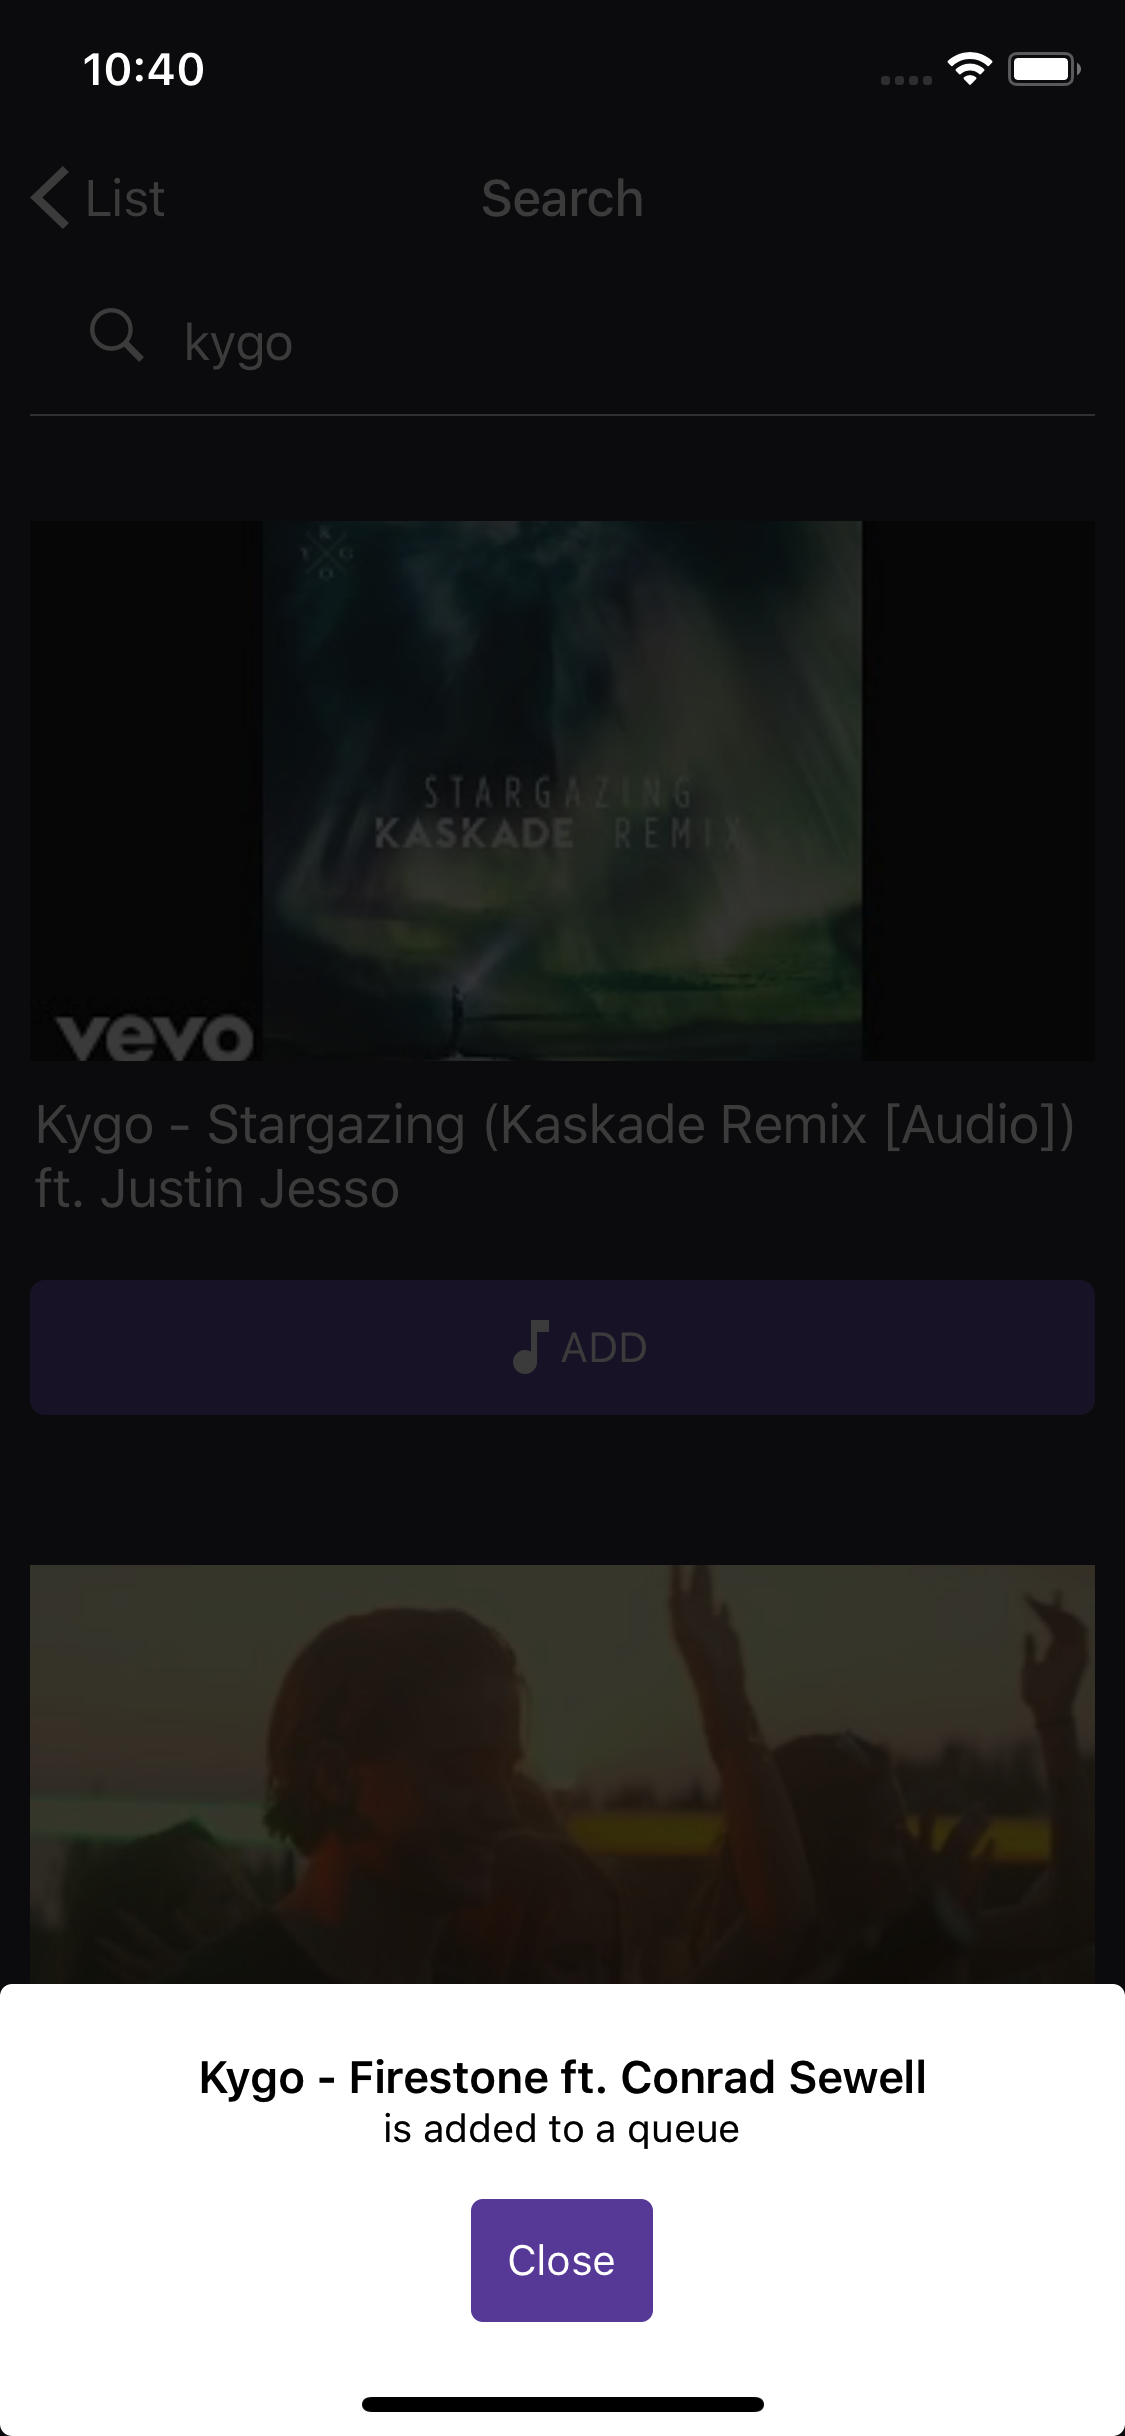 10:40
List
Search
kygo
K
Y G
O
STARGAZING
KASKADE REMIX
vevo
Kygo - Stargazing (Kaskade Remix [Audio])
ft. Justin Jesso
ADD
Kygo - Firestone ft. Conrad Sewell
is added to a queue
Close